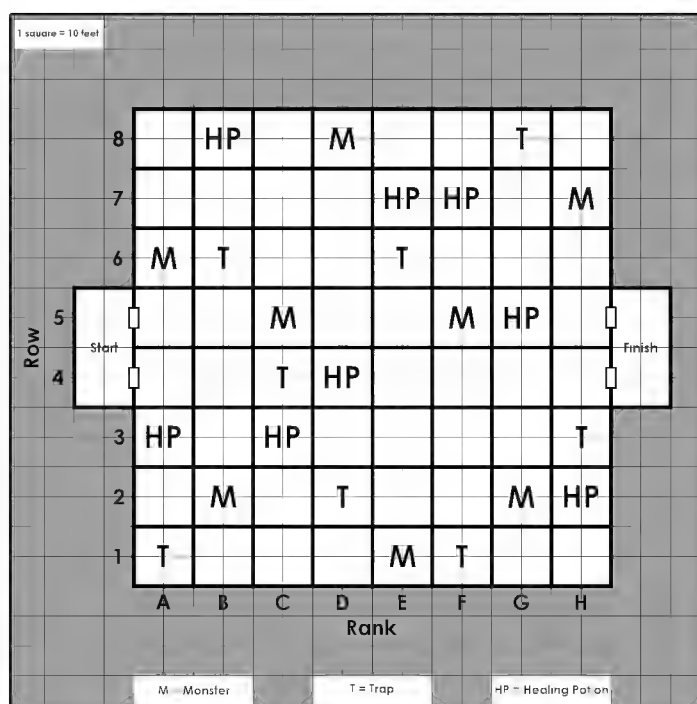 1 square = 10 feet
8 HP M T
7 HP HP M
6 M T T
5 M M HP
Start
Finish
Row
4 T HP
3 HP HP T
2 M T M HP
1 T M T
A B C D E F G H
Rank
M = Monster
T = Trap
HP = Healing Potion